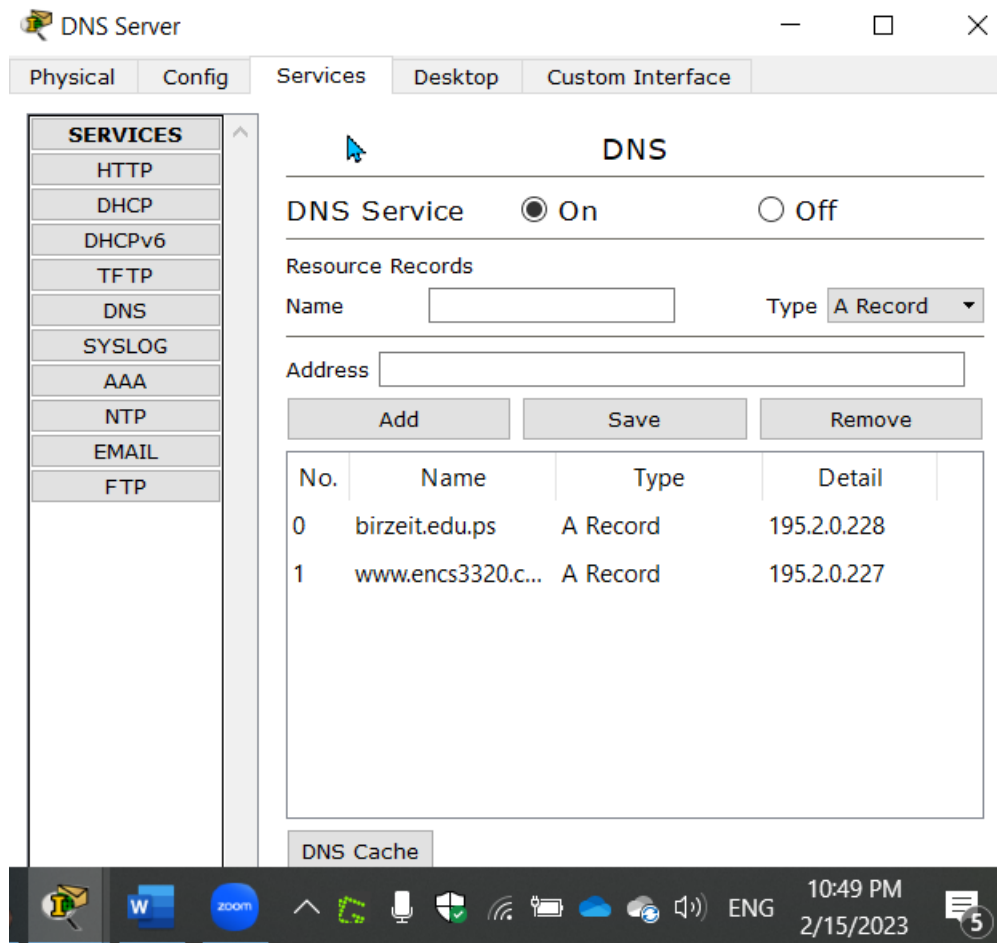 DNS Server
Physical Config Services Desktop Custom Interface
SERVICES
HTTP
DHCP
DHCPv6
TFTP
DNS
SYSLOG
AAA
NTP
EMAIL
FTP
DNS
DNS Service On Off
Resource Records
Name Type A Record
Address
Add Save Remove
No. Name Type Detail
0 birzeit.edu.ps A Record 195.2.0.228
1 www.encs3320.c... A Record 195.2.0.227
DNS Cache
W zoom ENG 10:49 PM
2/15/2023 5